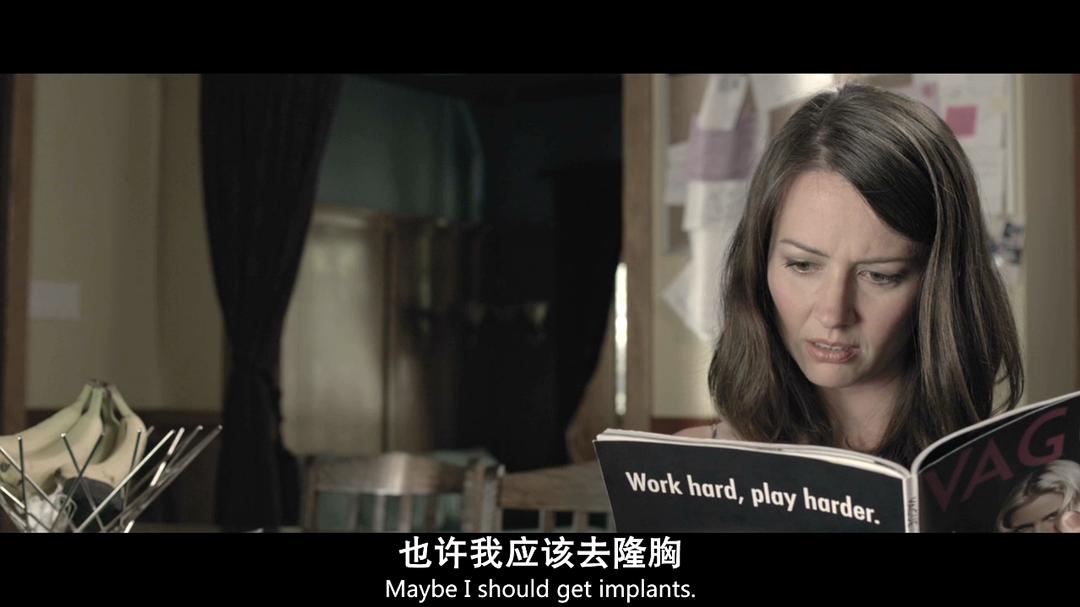 Work hard, play harder.
VAG
也许我应该去隆胸
Maybe I should get implants.